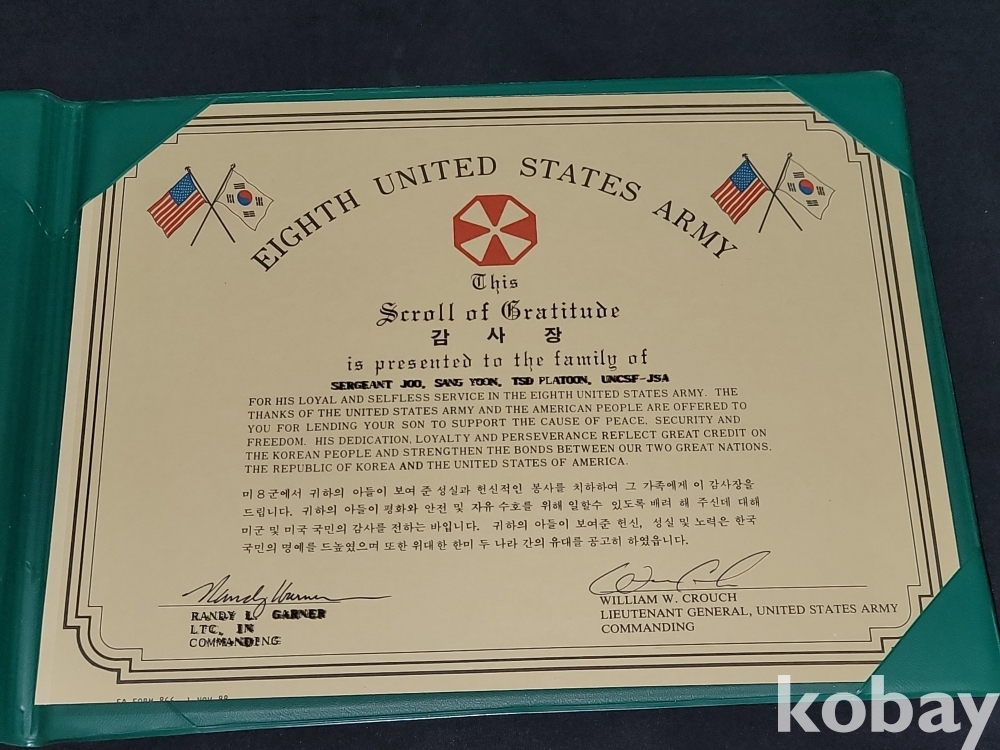 EIGHTH UNITED STATES ARMY
This
Scroll of Gratitude
감 사 장
is presented to the family of
SERGEANT JOO, SANG YOON, TSD PLATOON, UNCSF-JSA
FOR HIS LOYAL AND SELFLESS SERVICE IN THE EIGHTH UNITED STATES ARMY. THE
THANKS OF THE UNITED STATES ARMY AND THE AMERICAN PEOPLE ARE OFFERED TO
YOU FOR LENDING YOUR SON TO SUPPORT THE CAUSE OF PEACE, SECURITY AND
FREEDOM. HIS DEDICATION, LOYALTY AND PERSEVERANCE REFLECT GREAT CREDIT ON
THE KOREAN PEOPLE AND STRENGTHEN THE BONDS BETWEEN OUR TWO GREAT NATIONS,
THE REPUBLIC OF KOREA AND THE UNITED STATES OF AMERICA.
미 8 군에서 귀하의 아들이 보여 준 성실과 헌신적인 봉사를 치하하여 그 가족에게 이 감사장을
드립니다. 귀하의 아들이 평화와 안전 및 자유 수호를 위해 일할수 있도록 배려 해 주신데 대해
미군 및 미국 국민의 감사를 전하는 바입니다. 귀하의 아들이 보여준 헌신, 성실 및 노력은 한국
국민의 명예를 드높였으며 또한 위대한 한미 두 나라 간의 유대를 공고히 하였읍니다.
Randy Garner
RANDY L. GARNER
LTC, IN
COMMANDING
WILLIAM W. CROUCH
LIEUTENANT GENERAL, UNITED STATES ARMY
COMMANDING
EA FORM 866, 1 NOV 88
kobay